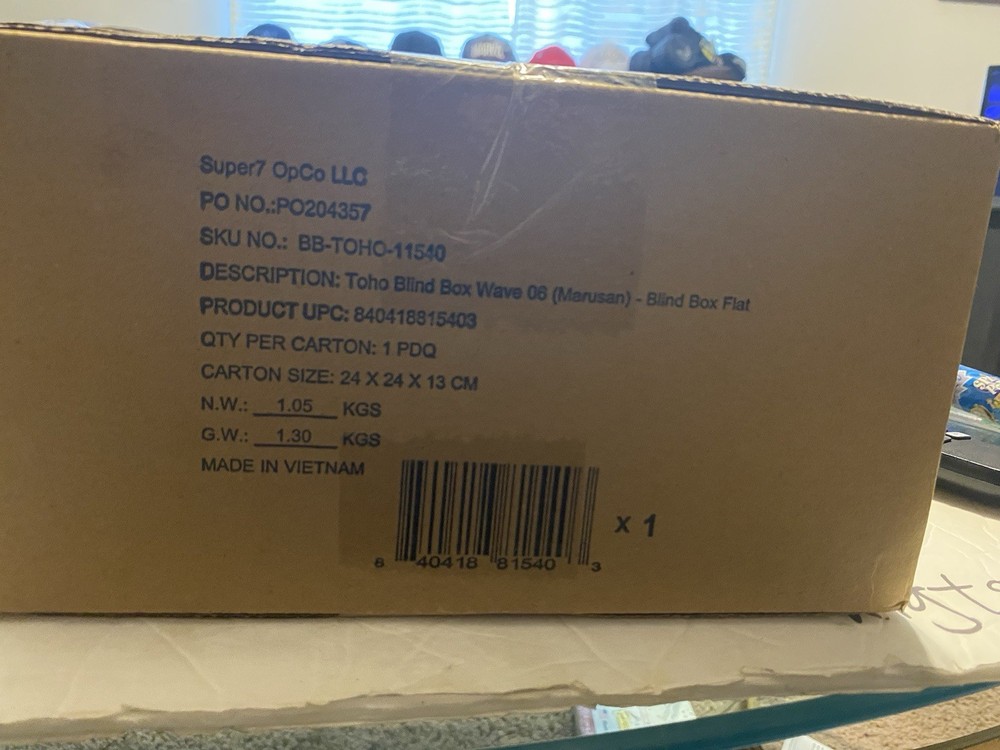 Super7 OpCo LLC
PO NO.:PO204357
SKU NO.: BB-TOHO-11540
DESCRIPTION: Toho Blind Box Wave 06 (Marusan) - Blind Box Flat
PRODUCT UPC: 840418815403
QTY PER CARTON: 1 PDQ
CARTON SIZE: 24 X 24 X 13 CM
N.W.: 1.05 KGS
G.W.: 1.30 KGS
MADE IN VIETNAM
X 1
8 40418 81540 3